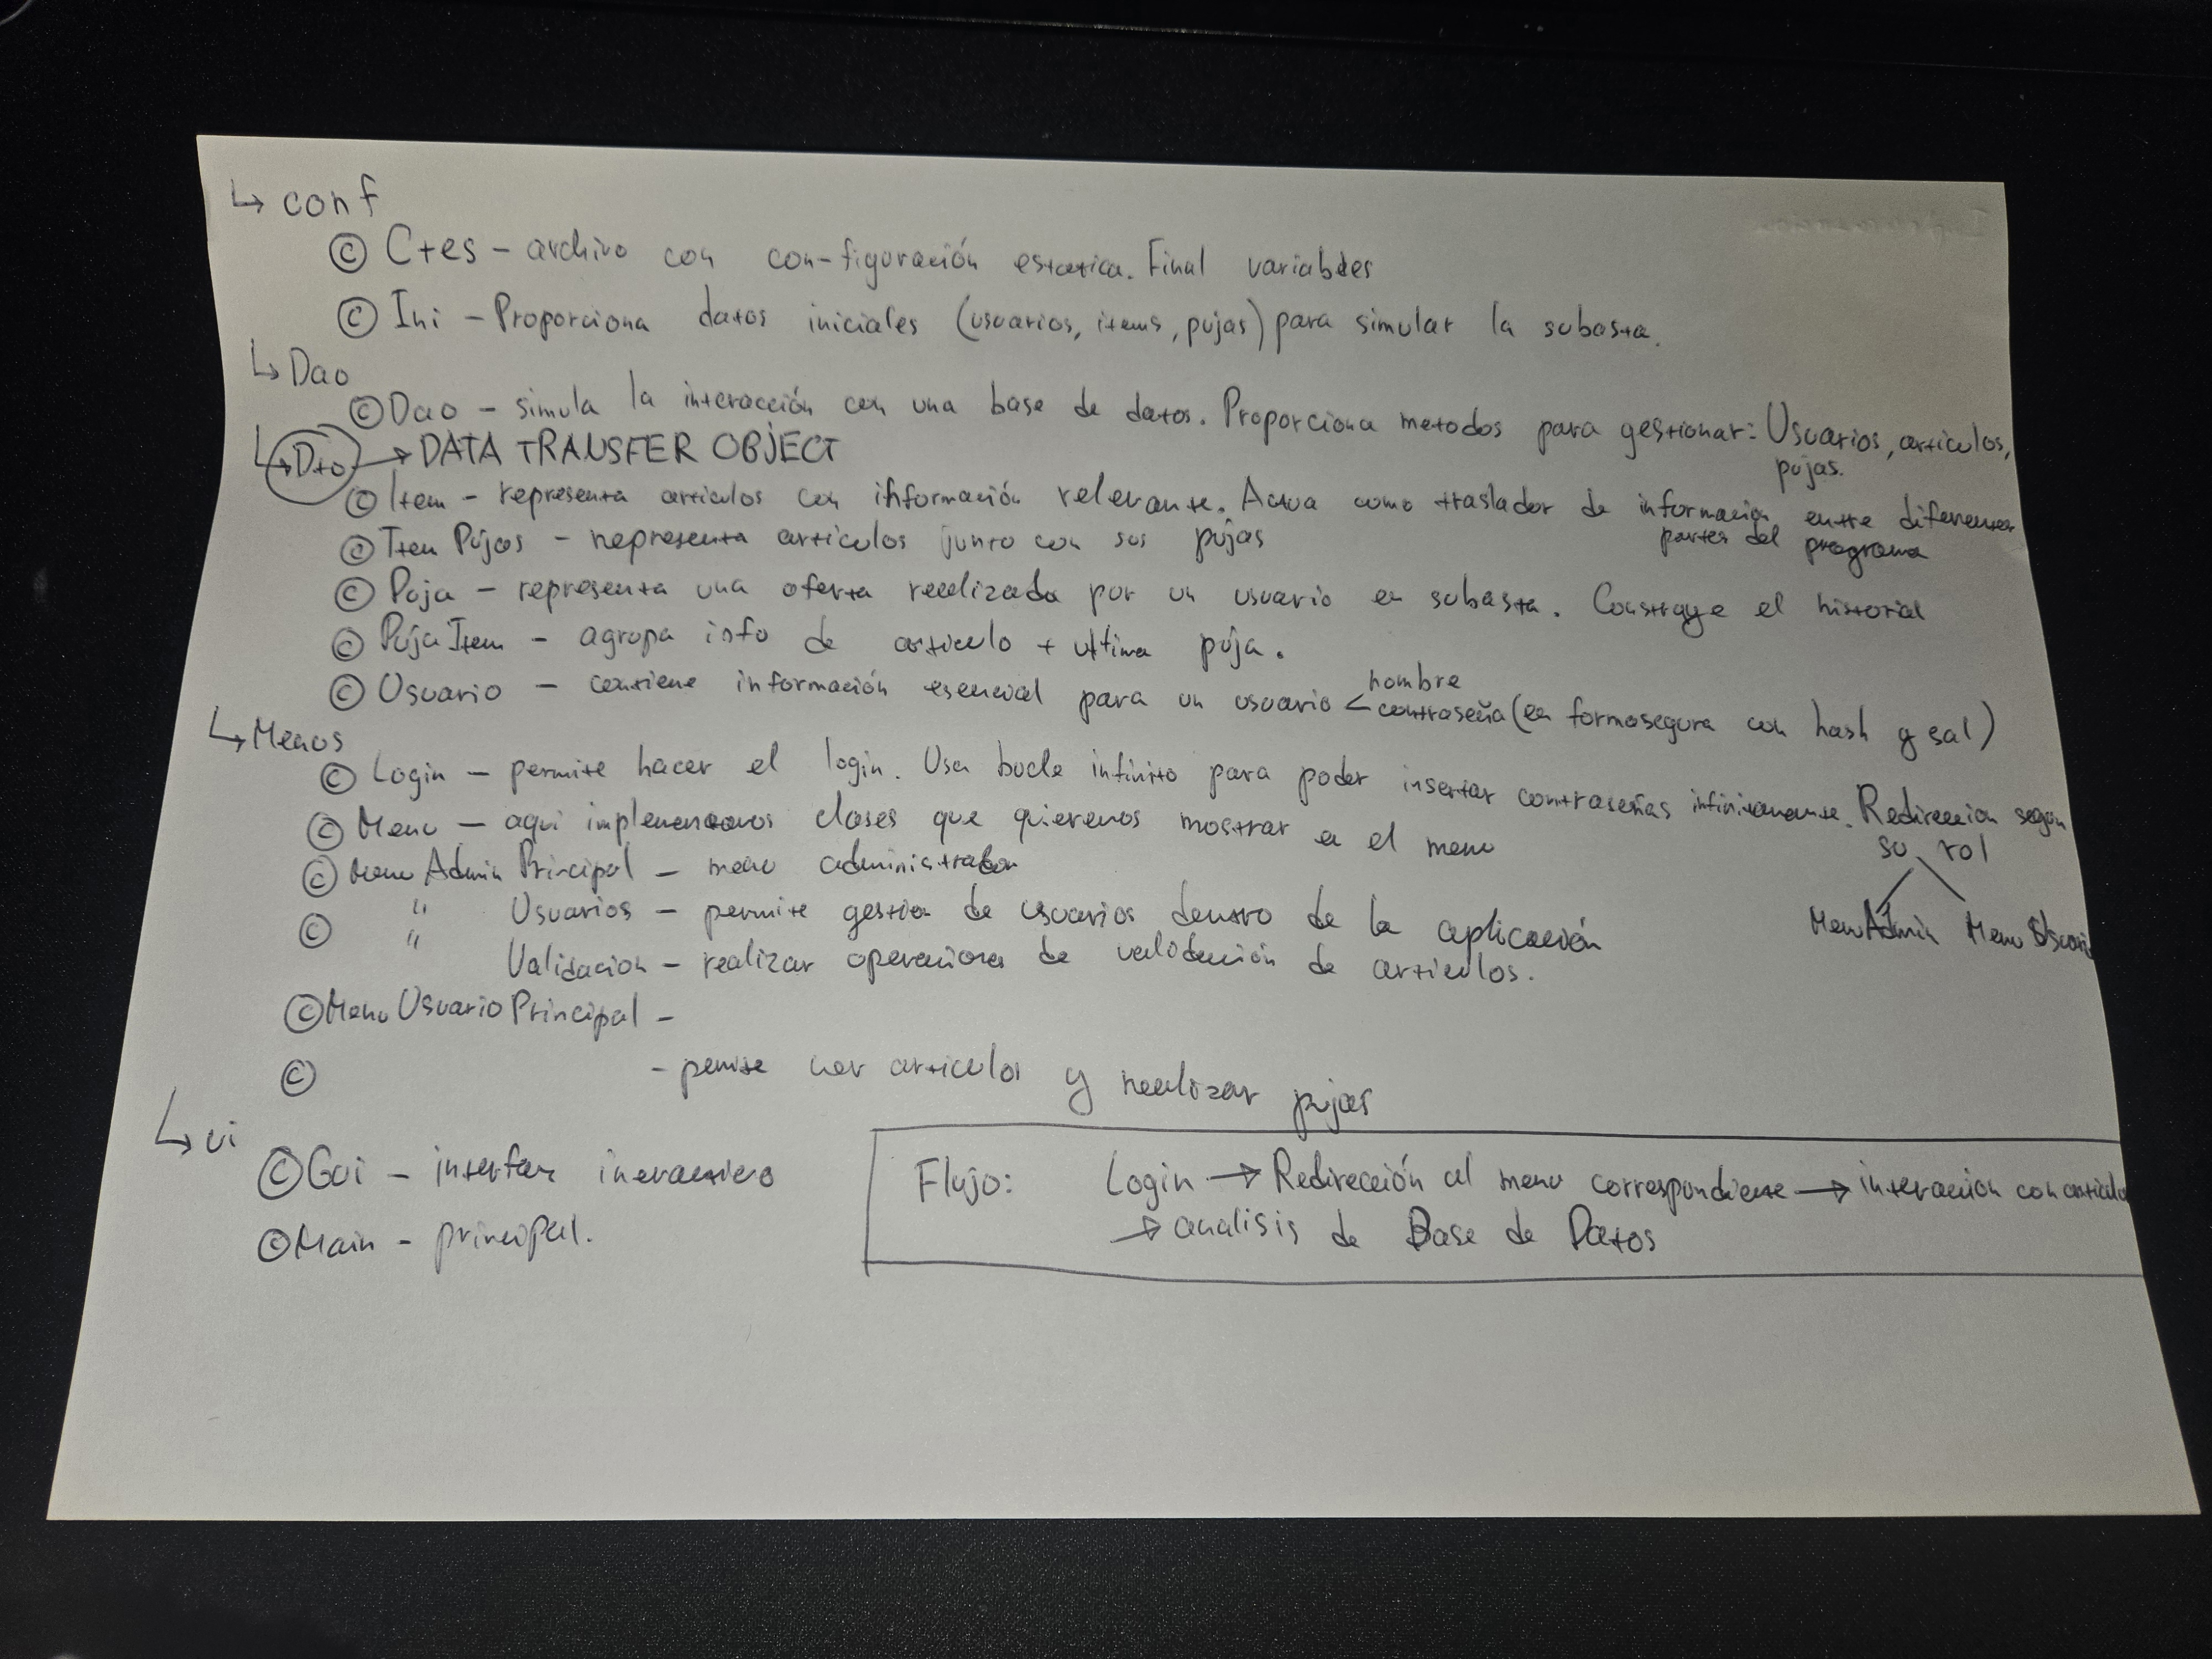 ↳ conf
© Ctes - archivo con configuración estatica. Final variables
© Ini - Proporciona datos iniciales (usuarios, items, pujas) para simular la subasta.
↳ Dao
© Dao - simula la interacción con una base de datos. Proporciona metodos para gestionar: Usuarios, articulos,
pujas.
↳ Dto → DATA TRANSFER OBJECT
© Item - representa articulos con información relevante. Actua como traslador de informacion entre diferentes
partes del programa
© Item Pujas - representa articulos junto con sus pujas
© Puja - representa una oferta realizada por un usuario en subasta. Construye el historial
© Puja Item - agrupa info de articulo + ultima puja.
© Usuario - contiene información esencial para un usuario < nombre
contraseña (en forma segura con hash y sal)
↳ Menus
© Login - permite hacer el login. Usa bucle infinito para poder insertar contraseñas infinitamente. Redireccion segun
su rol
© Menu - aqui implementamos clases que queremos mostrar en el menu
© Menu Admin Principal - menu administrador
© " Usuarios - permite gestion de usuarios dentro de la aplicación
Menu Admin Menu Usuario
" Validacion - realizar operaciones de validación de articulos.
© Menu Usuario Principal -
© - permite ver articulos y realizar pujas
↳ ui
© Gui - interfaz
© Main - principal.
Flujo: Login → Redirección al menu correspondiente → interacion con articulo
→ analisis de Base de Datos